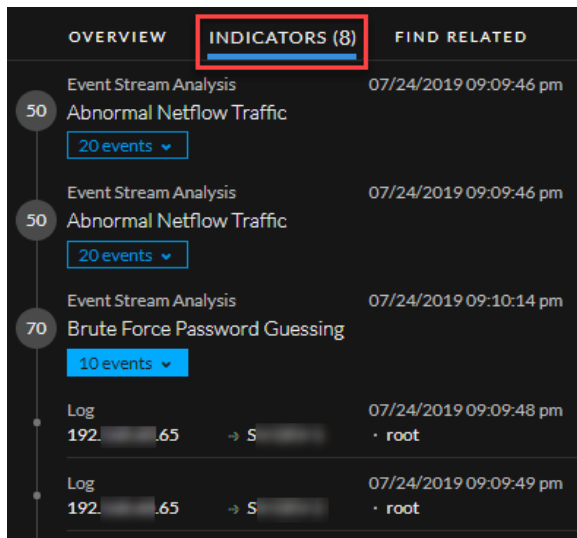 OVERVIEW INDICATORS (8) FIND RELATED
Event Stream Analysis 07/24/2019 09:09:46 pm
50 Abnormal Netflow Traffic
20 events
Event Stream Analysis 07/24/2019 09:09:46 pm
50 Abnormal Netflow Traffic
20 events
Event Stream Analysis 07/24/2019 09:10:14 pm
70 Brute Force Password Guessing
10 events
Log 07/24/2019 09:09:48 pm
192. .65 → S · root
Log 07/24/2019 09:09:49 pm
192. .65 → S · root